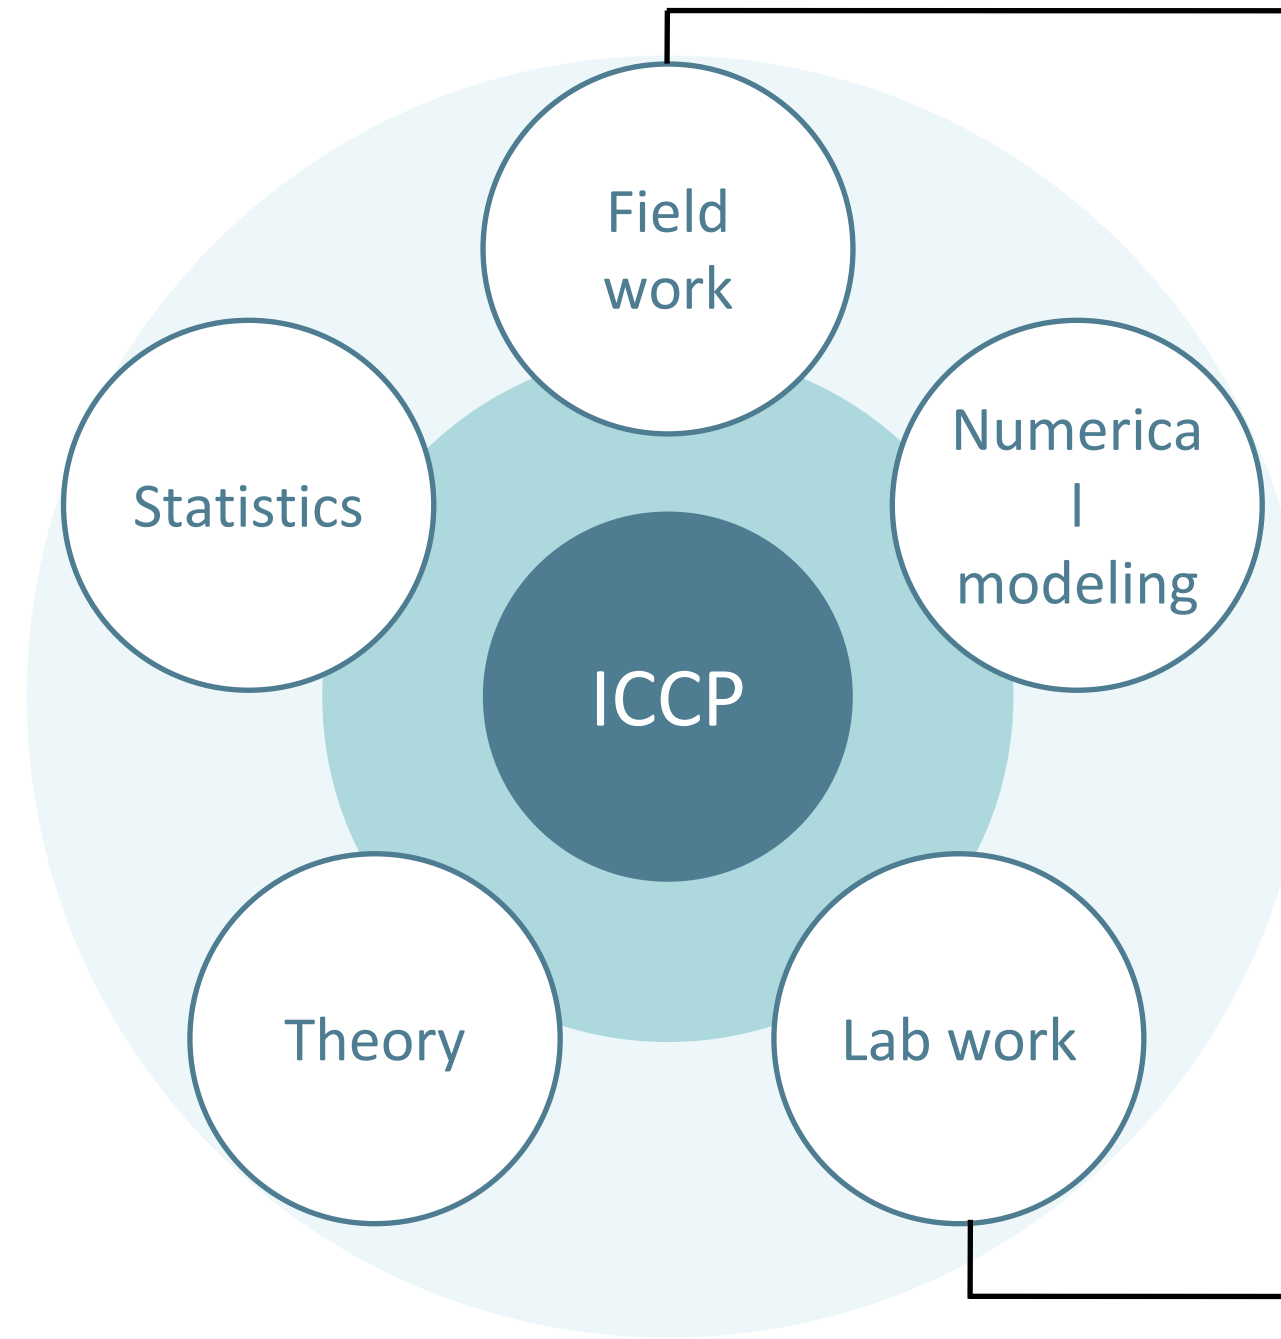 Field
work
Numerica
l
modeling
Statistics
ICCP
Theory
Lab work